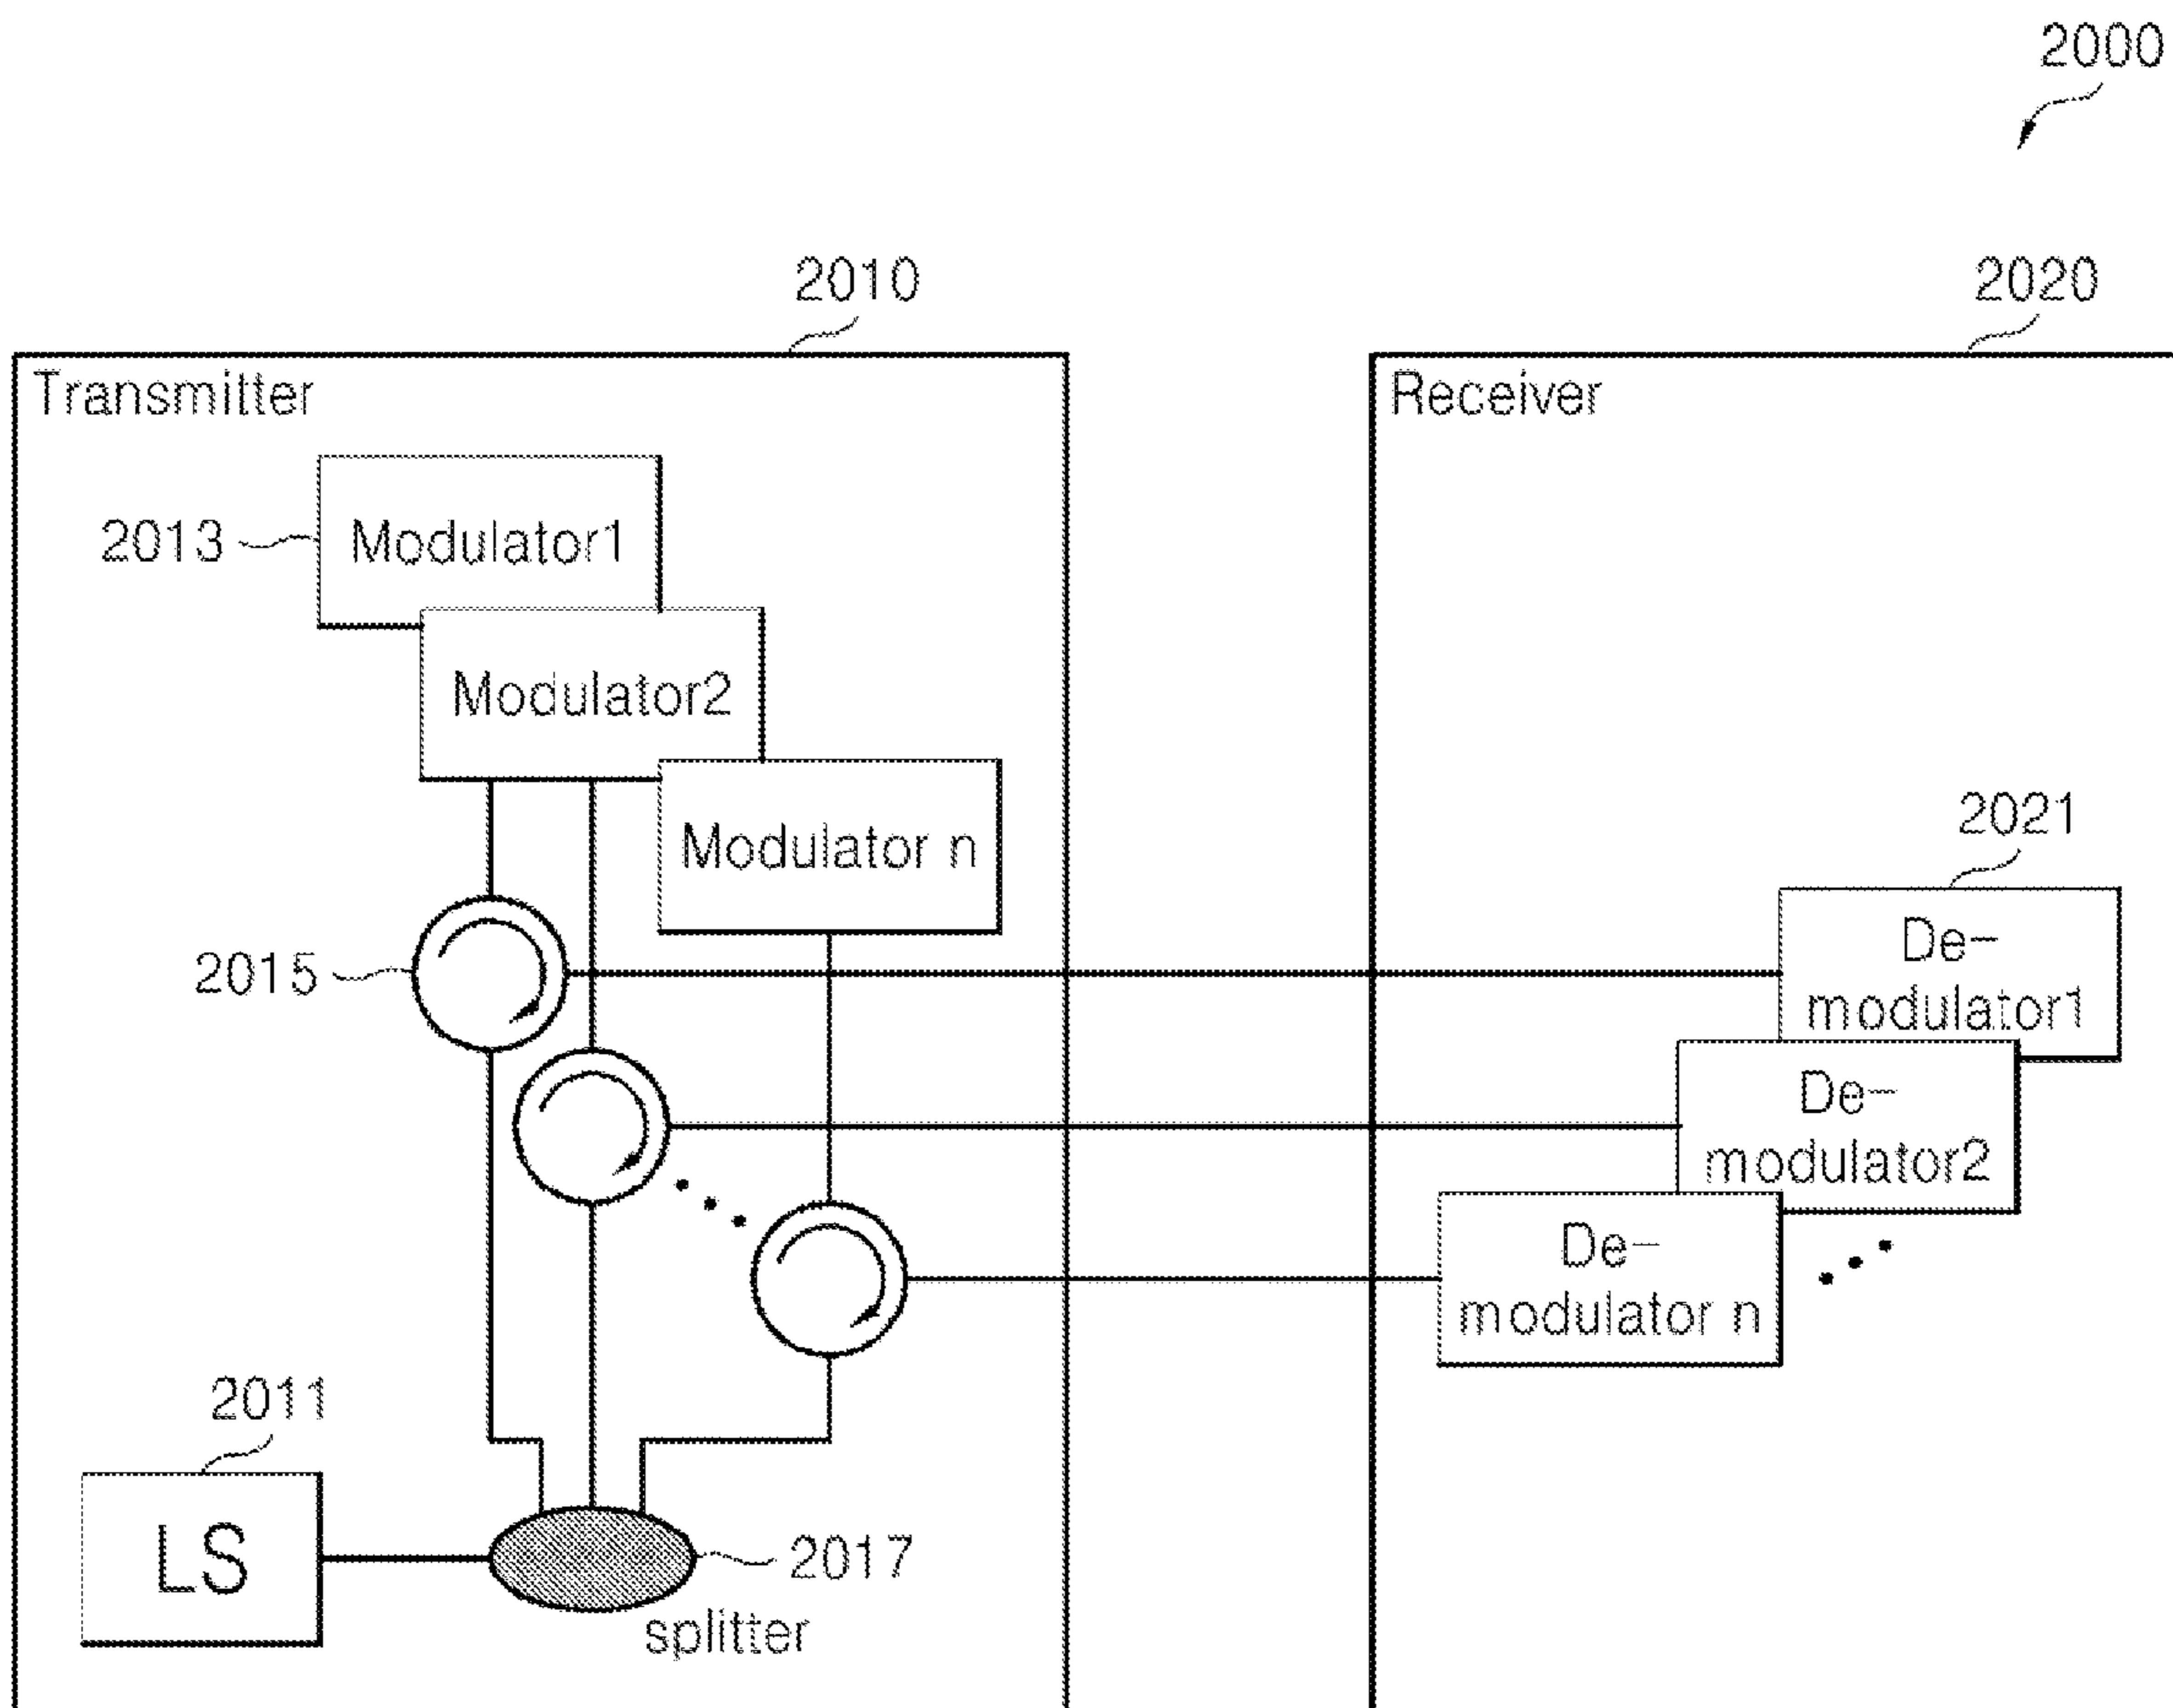 2000
2010
2020
Transmitter
Receiver
2013
Modulator1
Modulator2
Modulator n
2021
De-
modulator1
2015
De-
modulator2
De-
modulator n
2011
LS
2017
splitter